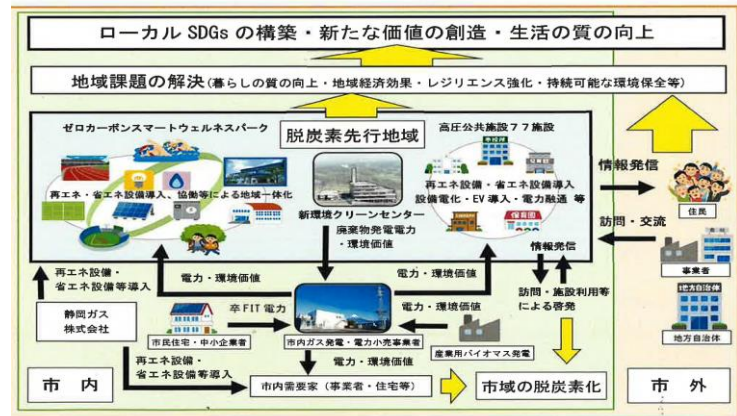 ローカル SDGs の構築・新たな価値の創造・生活の質の向上
地域課題の解決(暮らしの質の向上・地域経済効果・レジリエンス強化・持続可能な環境保全等)
ゼロカーボンスマートウェルネスパーク
脱炭素先行地域
高圧公共施設77施設
再エネ・省エネ設備導入、協働等による地域一体化
新環境クリーンセンター
再エネ設備・省エネ設備導入
設備電化・EV導入・電力融通 等
保育園
情報発信
住民
訪問・交流
事業者
地方自治体
地方自治体
廃棄物発電電力
・環境価値
情報発信
再エネ設備・
省エネ設備等導入
電力・環境価値
電力・環境価値
訪問・施設利用等
による啓発
静岡ガス
株式会社
卒FIT電力
電力・環境価値
市民住宅・中小企業者
市内ガス発電・電力小売事業者
産業用バイオマス発電
再エネ設備・
省エネ設備等導入
電力・環境価値
市内
市内需要家(事業者・住宅等)
市域の脱炭素化
市外